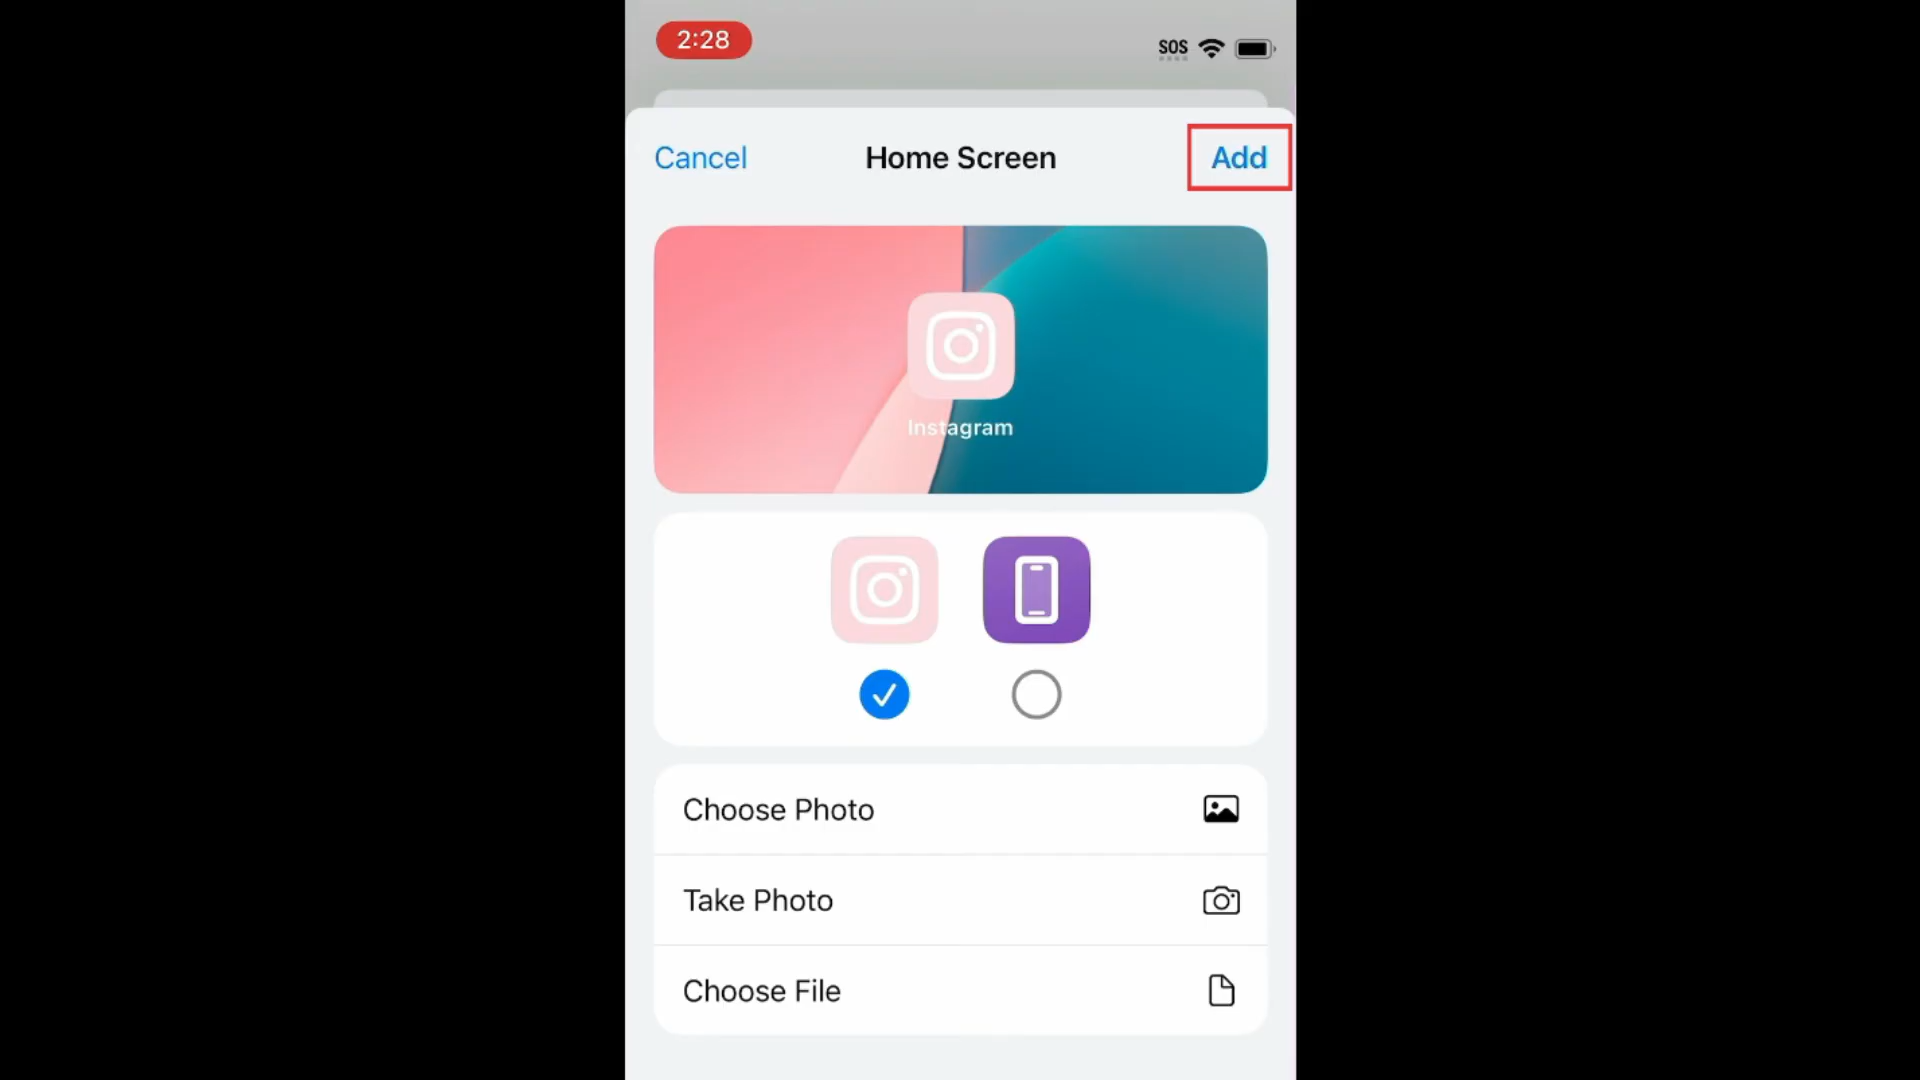 2:28
SOS
Cancel
Home Screen
Add
Instagram
Choose Photo
Take Photo
Choose File